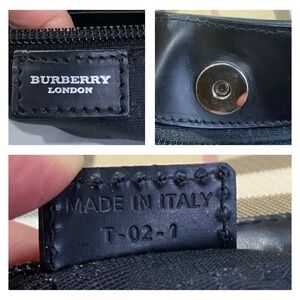 BURBERRY
LONDON
MADE IN ITALY
T-02-1